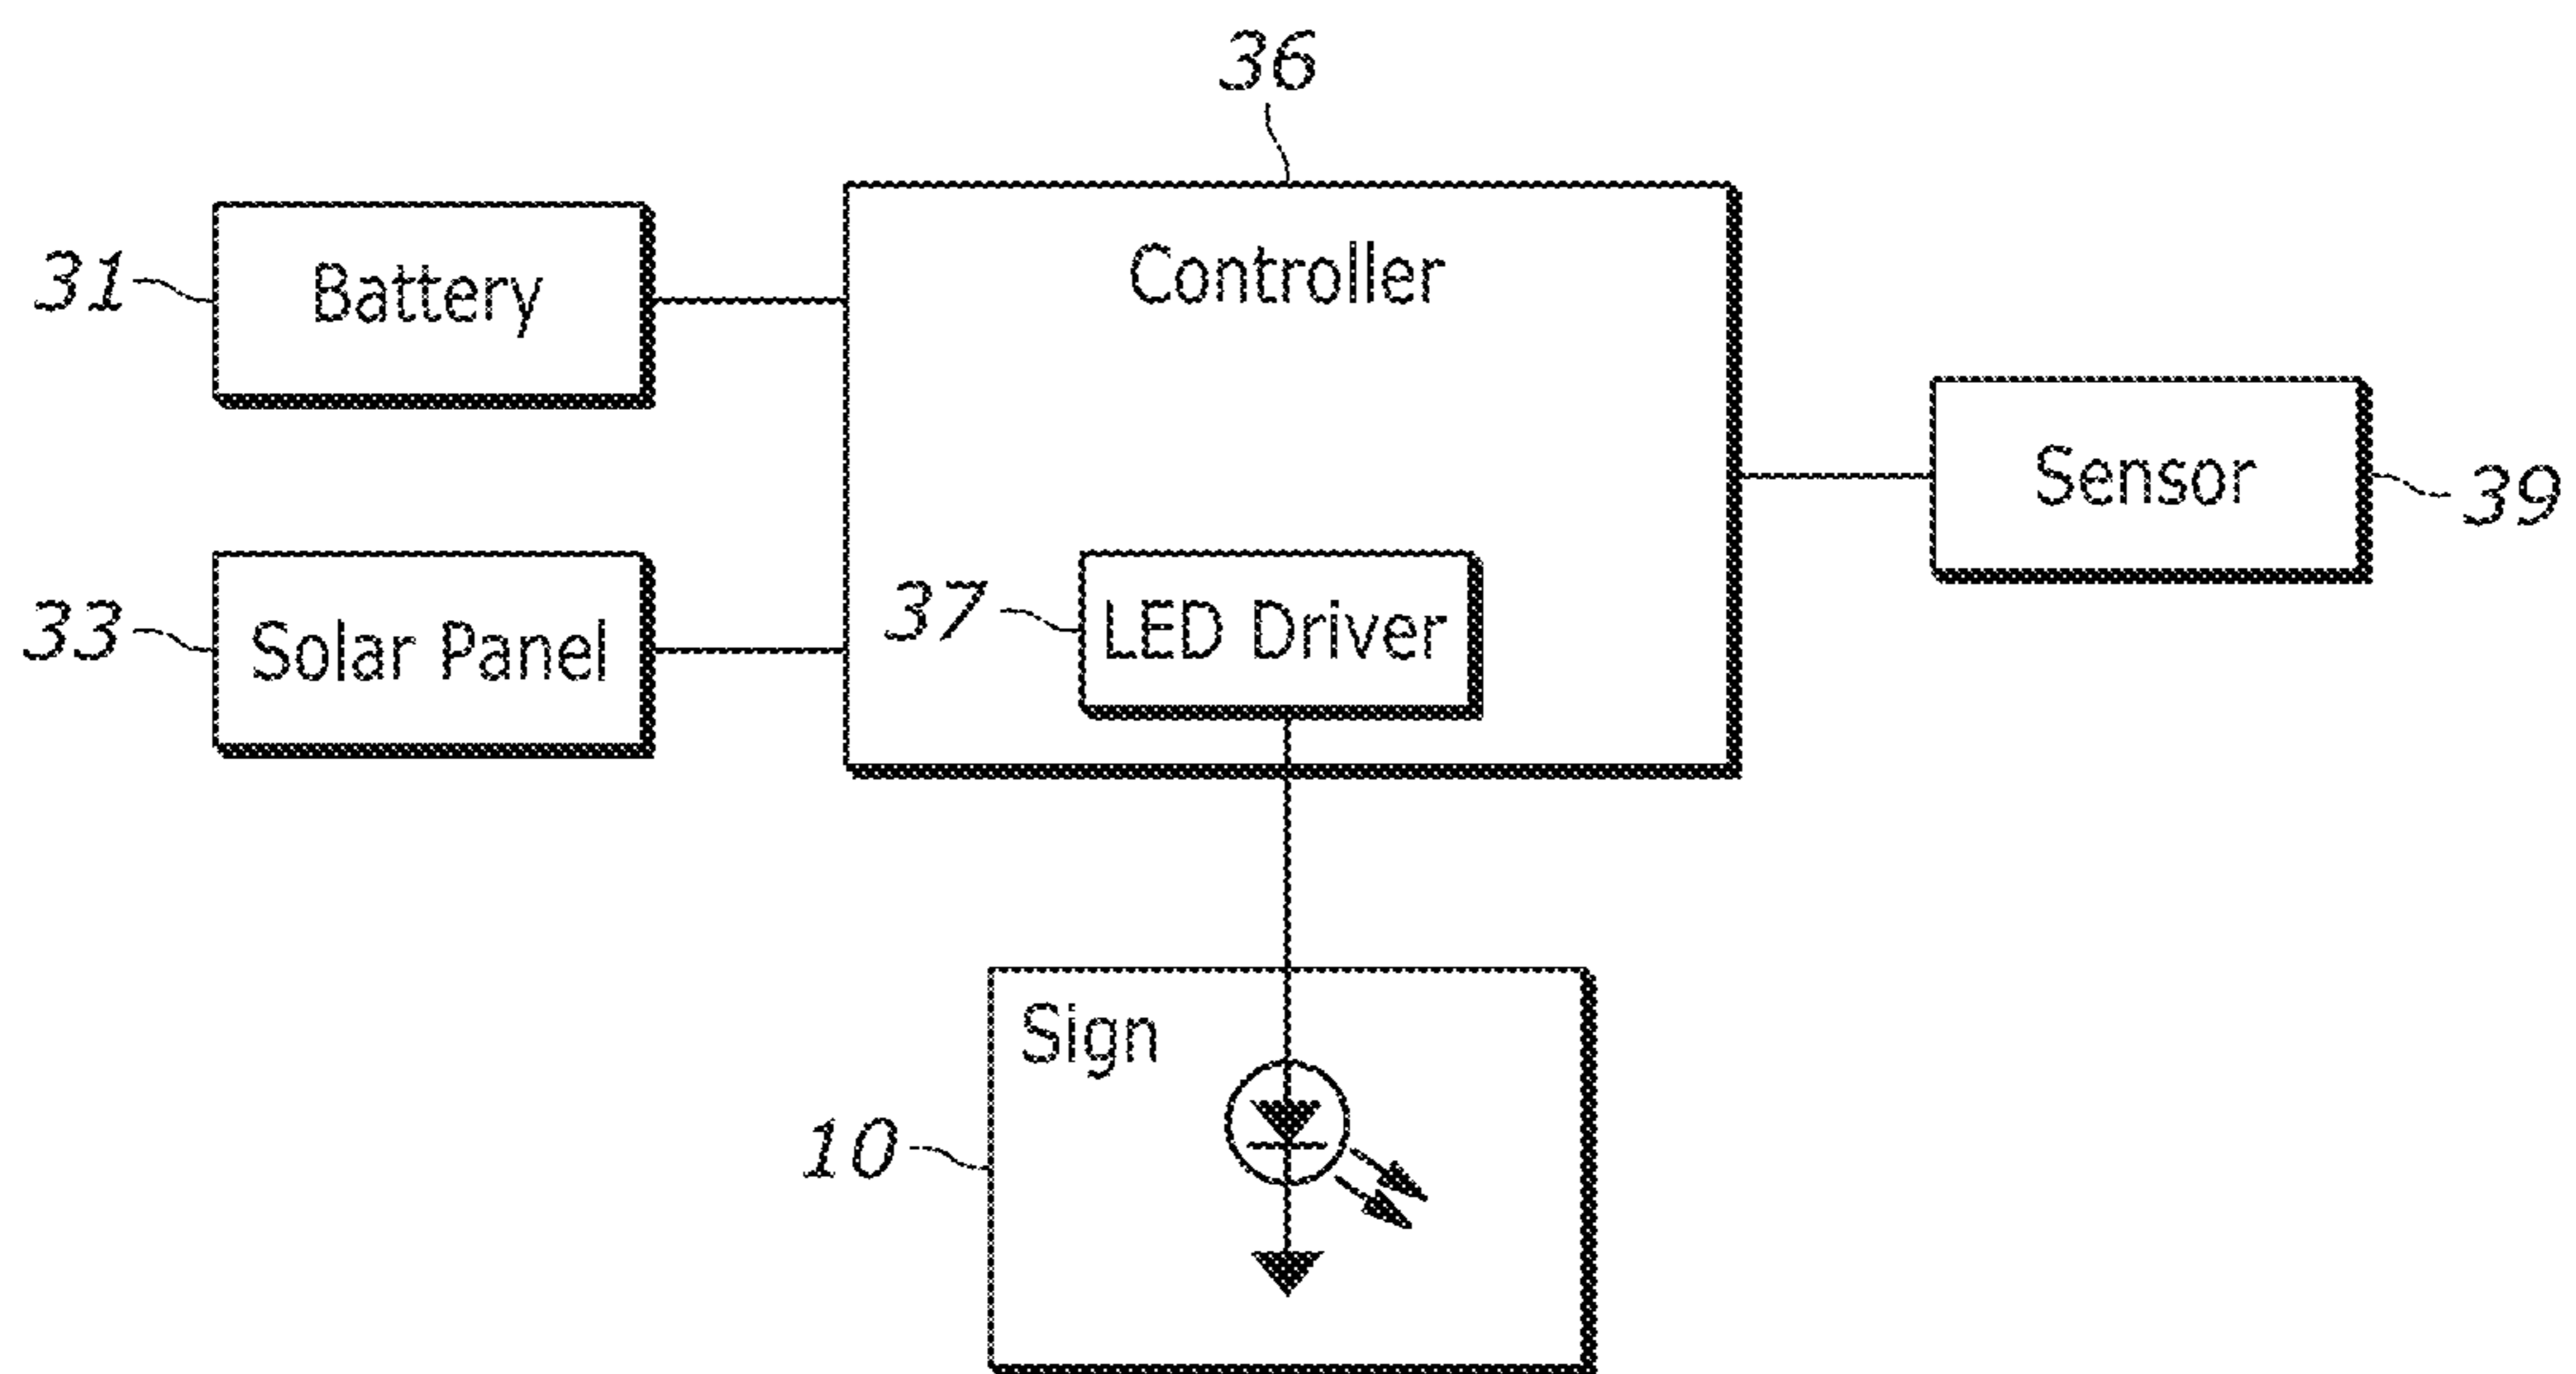 36
31
Battery
Controller
33
Solar Panel
37
LED Driver
Sensor
39
Sign
10